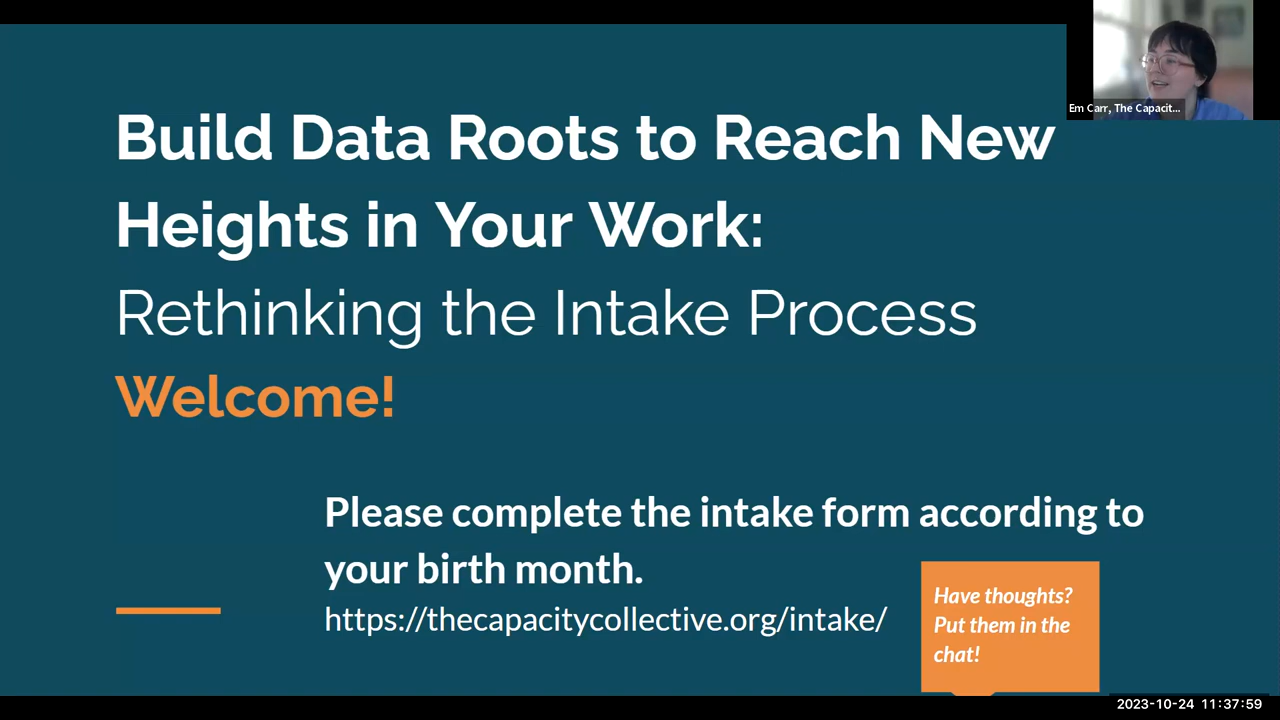 Em Carr, The Capacit...
Build Data Roots to Reach New
Heights in Your Work:
Rethinking the Intake Process
Welcome!
Please complete the intake form according to
your birth month.
https://thecapacitycollective.org/intake/
Have thoughts?
Put them in the
chat!
2023-10-24 11:37:59